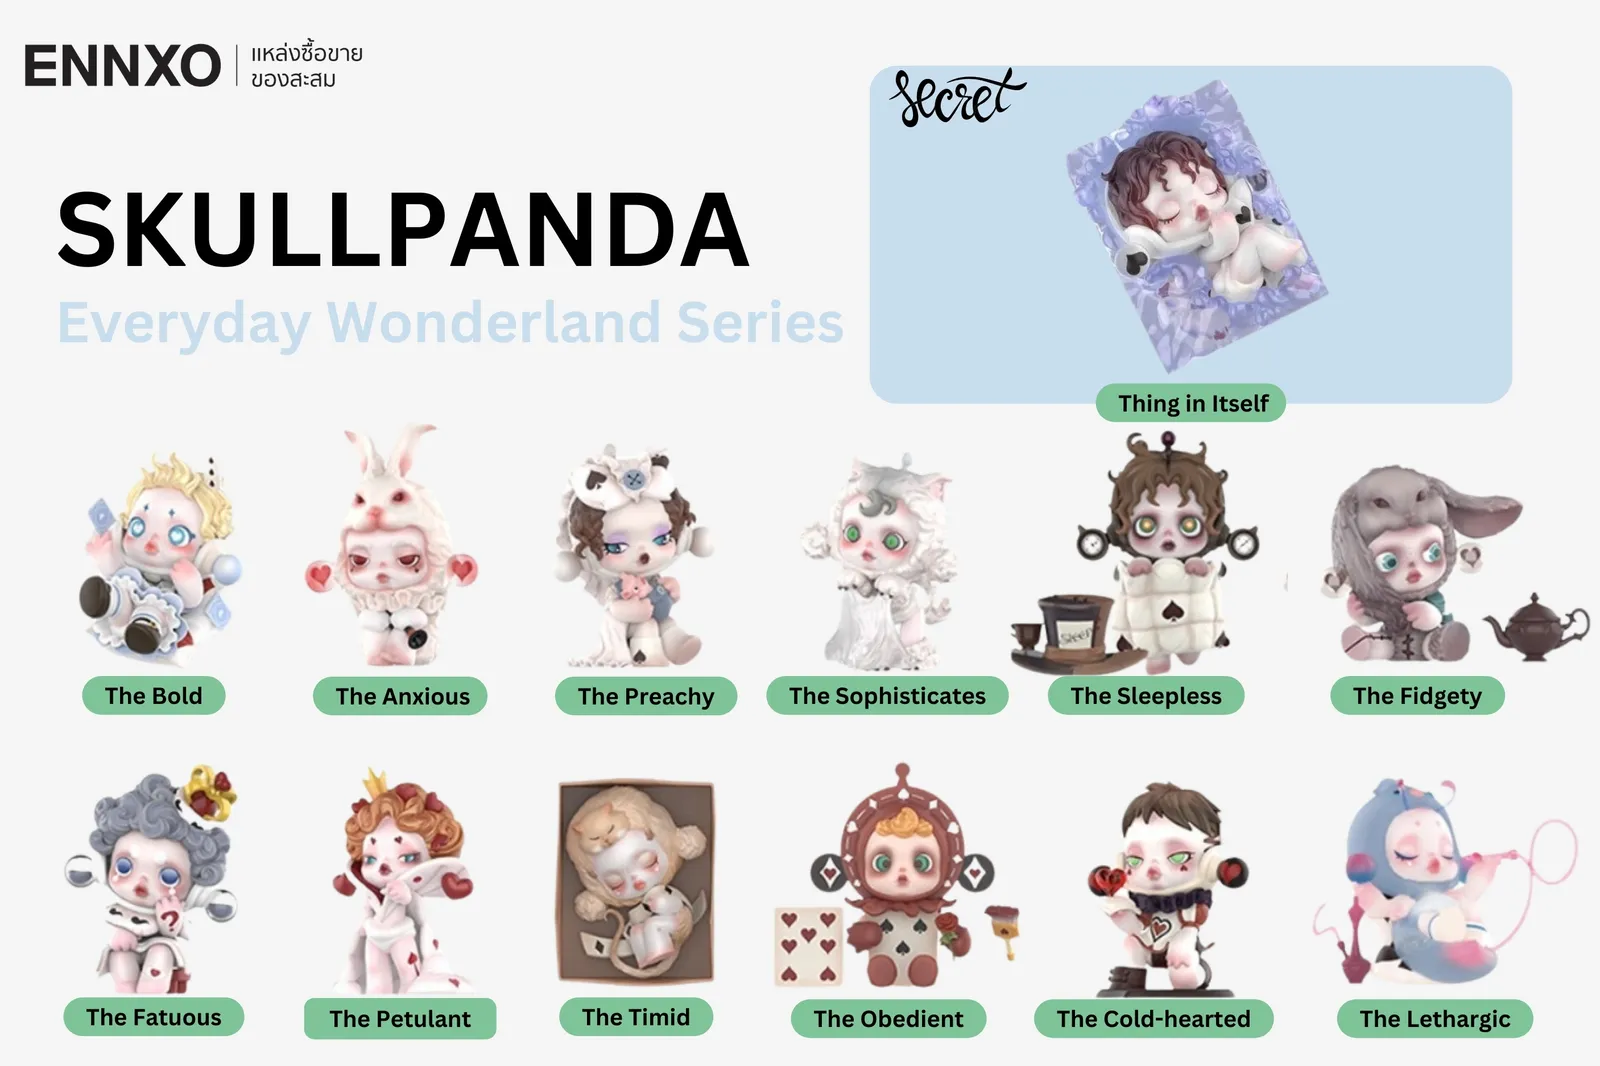 ENNXO
แหล่งซื้อขาย
ของสะสม
secret
SKULLPANDA
Everyday Wonderland Series
Thing in Itself
Sleep
The Bold
The Anxious
The Preachy
The Sophisticates
The Sleepless
The Fidgety
?
The Fatuous
The Petulant
The Timid
The Obedient
The Cold-hearted
The Lethargic